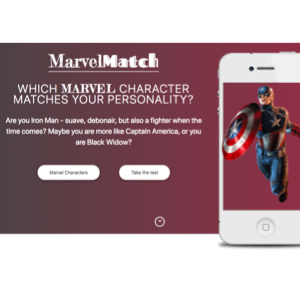 MarvelMatch
WHICH MARVEL CHARACTER
MATCHES YOUR PERSONALITY?
Are you Iron Man - suave, debonair, but also a fighter when the
time comes? Maybe you are more like Captain America, or you
are Black Widow?
Marvel Characters
Take the test